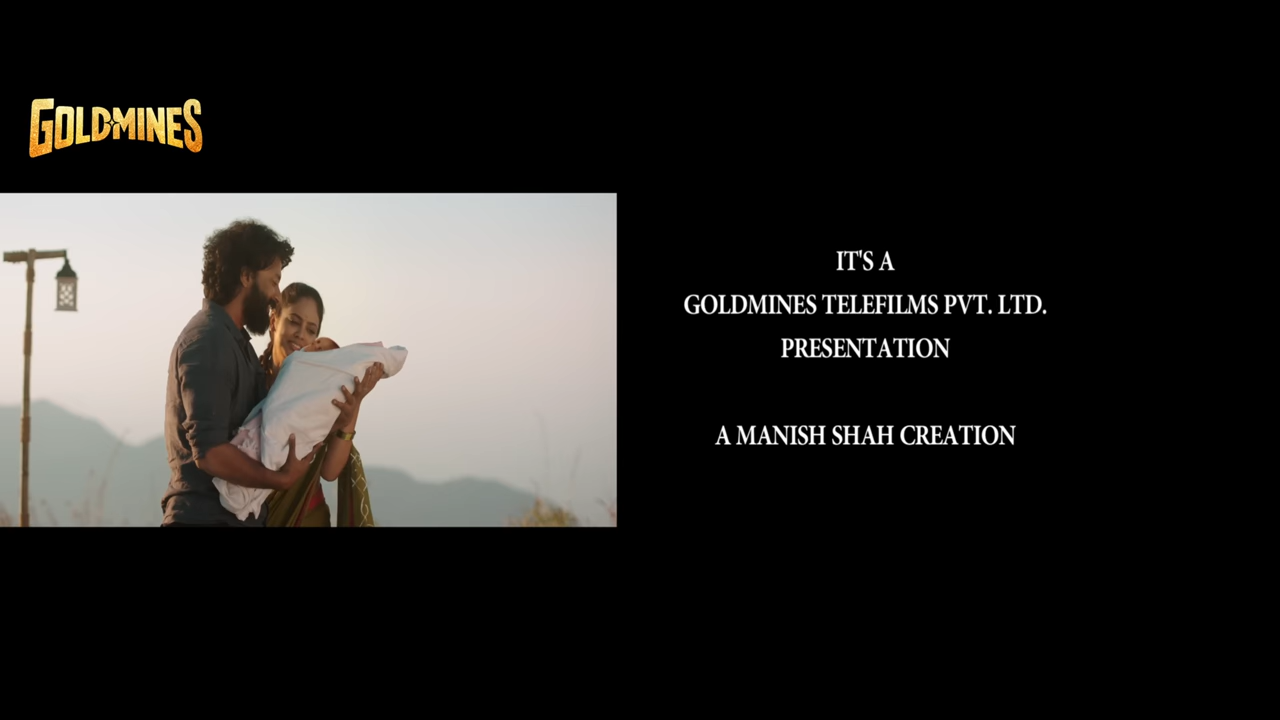 GOLDMINES
IT'S A
GOLDMINES TELEFILMS PVT. LTD.
PRESENTATION
A MANISH SHAH CREATION